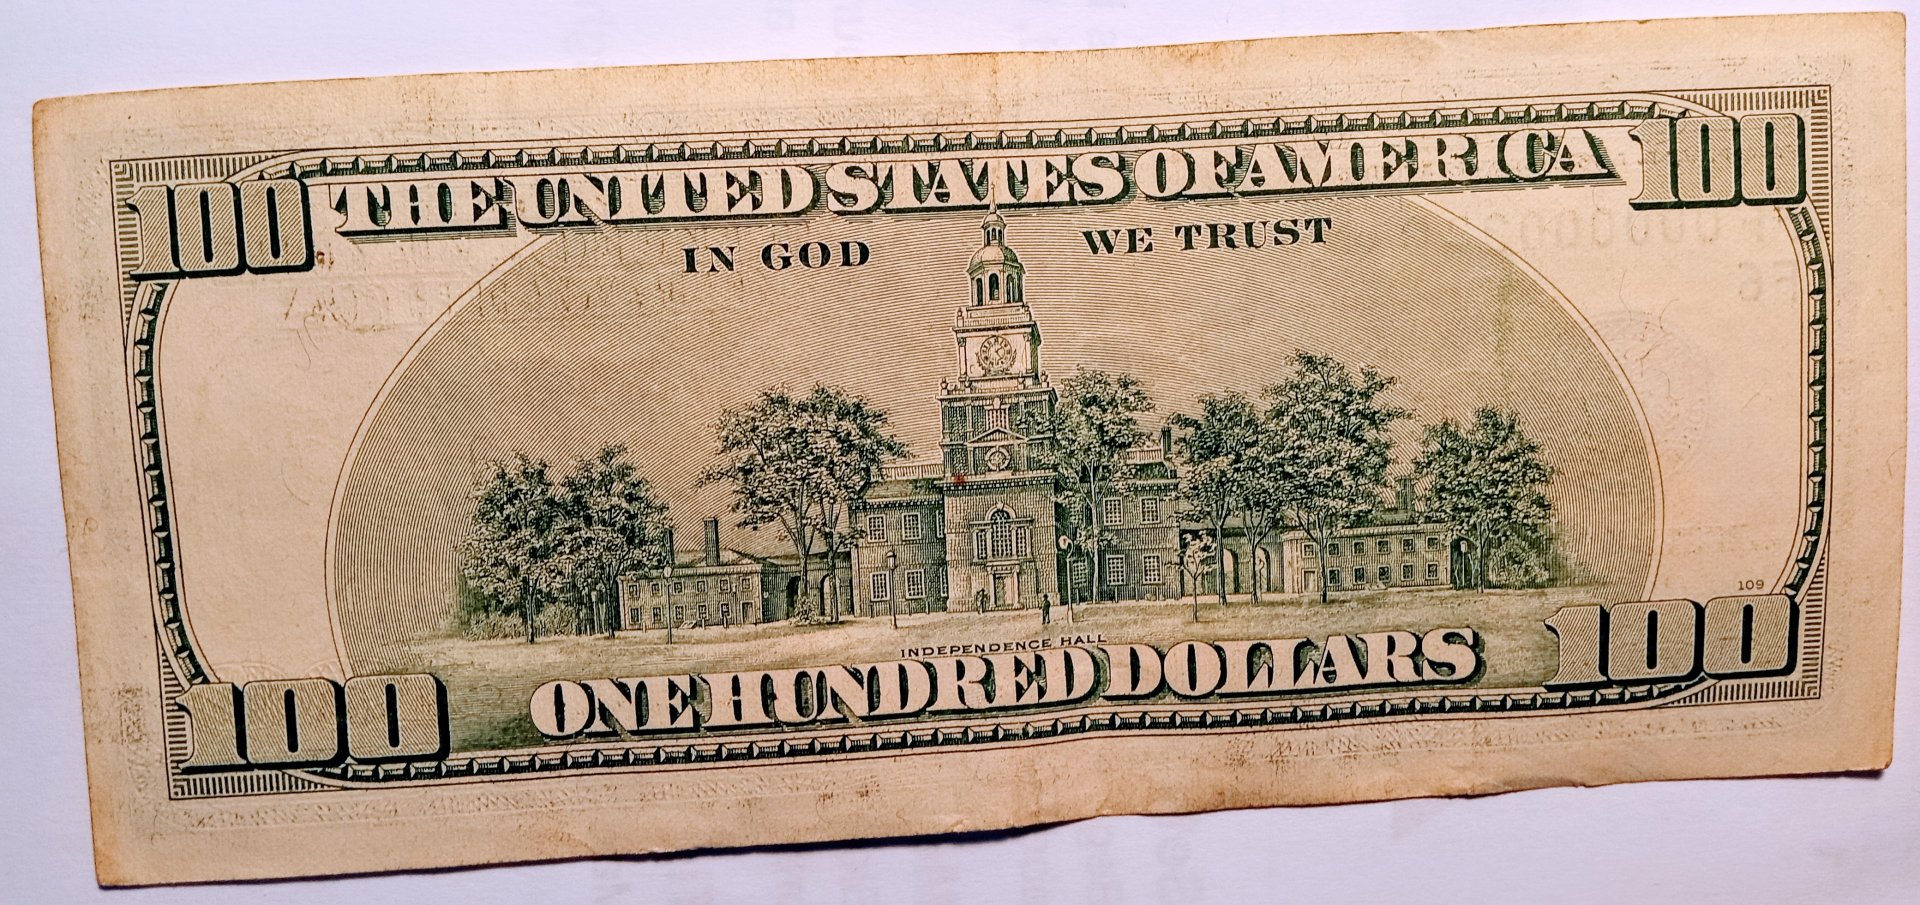 100 THE UNITED STATES OF AMERICA 100
IN GOD WE TRUST
INDEPENDENCE HALL
109
100 ONE HUNDRED DOLLARS 100